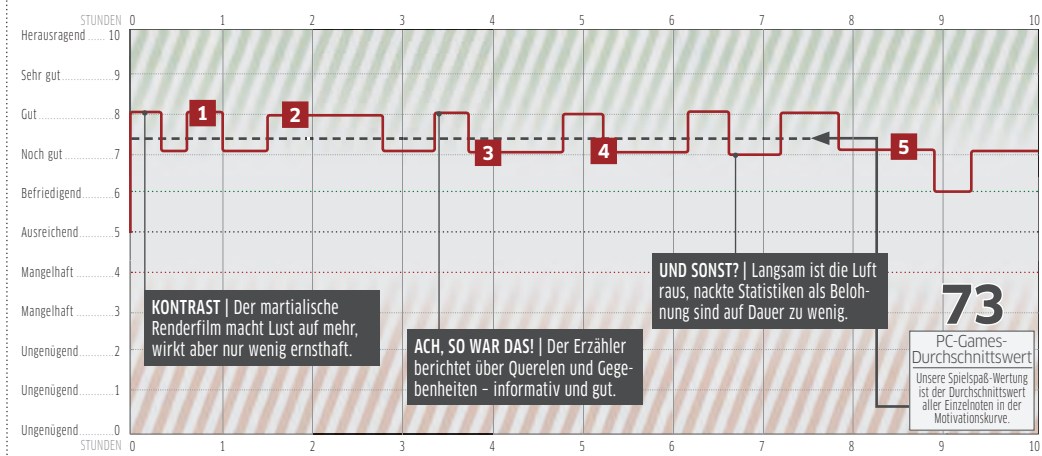 STUNDEN 0 1 2 3 4 5 6 7 8 9 10
Herausragend ...... 10
Sehr gut ............... 9
Gut ............... 8
Noch gut ............... 7
Befriedigend ............... 6
Ausreichend ............... 5
Mangelhaft ............... 4
Mangelhaft ............... 3
Ungenügend ............... 2
Ungenügend ............... 1
Ungenügend ............... 0
STUNDEN 0 1 2 3 4 5 6 7 8 9 10
1
2
3
4
5
KONTRAST | Der martialische
Renderfilm macht Lust auf mehr,
wirkt aber nur wenig ernsthaft.
ACH, SO WAR DAS! | Der Erzähler
berichtet über Querelen und Gege-
benheiten – informativ und gut.
UND SONST? | Langsam ist die Luft
raus, nackte Statistiken als Beloh-
nung sind auf Dauer zu wenig.
73
PC-Games-
Durchschnittswert
Unsere Spielspaß-Wertung
ist der Durchschnittswert
aller Einzelnoten in der
Motivationskurve.